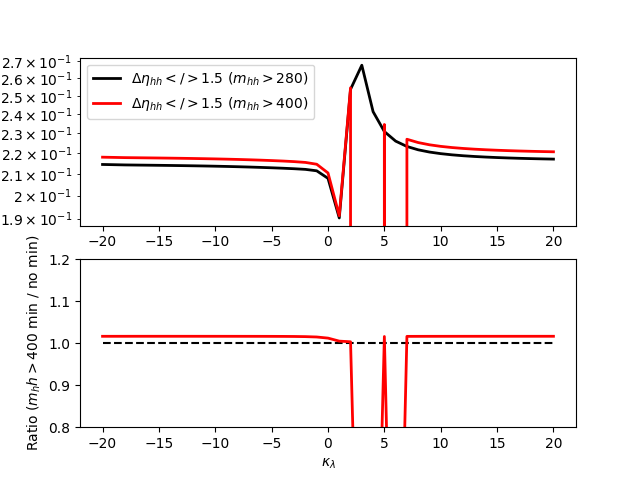 2.7 × 10⁻¹
2.6 × 10⁻¹
2.5 × 10⁻¹
2.4 × 10⁻¹
2.3 × 10⁻¹
2.2 × 10⁻¹
2.1 × 10⁻¹
2 × 10⁻¹
1.9 × 10⁻¹
Δη_hh < / > 1.5 (m_hh > 280)
Δη_hh < / > 1.5 (m_hh > 400)
−20 −15 −10 −5 0 5 10 15 20
Ratio (m_h h > 400 min / no min)
1.2
1.1
1.0
0.9
0.8
−20 −15 −10 −5 0 5 10 15 20
κ_λ